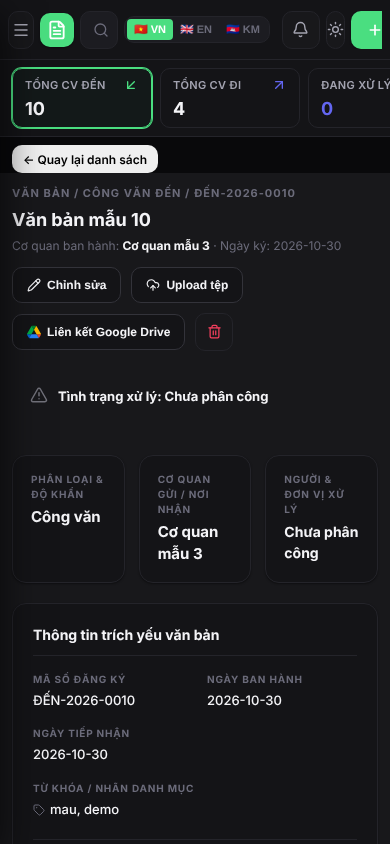 VN EN KM
TỔNG CV ĐẾN
10
TỔNG CV ĐI
4
ĐANG XỬ LÝ
0
← Quay lại danh sách
VĂN BẢN / CÔNG VĂN ĐẾN / ĐẾN-2026-0010
Văn bản mẫu 10
Cơ quan ban hành: Cơ quan mẫu 3 · Ngày ký: 2026-10-30
Chỉnh sửa
Upload tệp
Liên kết Google Drive
Tình trạng xử lý: Chưa phân công
PHÂN LOẠI &
ĐỘ KHẨN
Công văn
CƠ QUAN
GỬI / NƠI
NHẬN
Cơ quan
mẫu 3
NGƯỜI &
ĐƠN VỊ XỬ
LÝ
Chưa phân
công
Thông tin trích yếu văn bản
MÃ SỐ ĐĂNG KÝ
ĐẾN-2026-0010
NGÀY BAN HÀNH
2026-10-30
NGÀY TIẾP NHẬN
2026-10-30
TỪ KHÓA / NHÃN DANH MỤC
mau, demo